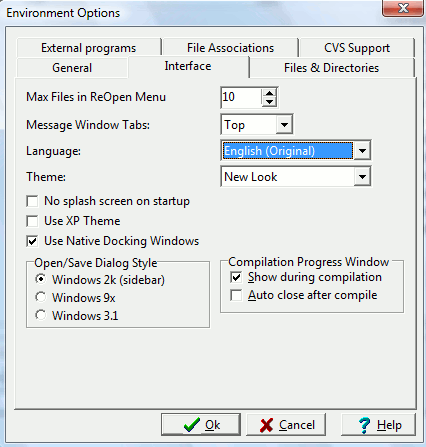 Environment Options
External programs File Associations CVS Support
General Interface Files & Directories
Max Files in ReOpen Menu 10
Message Window Tabs: Top
Language: English (Original)
Theme: New Look
No splash screen on startup
Use XP Theme
Use Native Docking Windows
Open/Save Dialog Style
Windows 2k (sidebar)
Windows 9x
Windows 3.1
Compilation Progress Window
Show during compilation
Auto close after compile
Ok Cancel Help